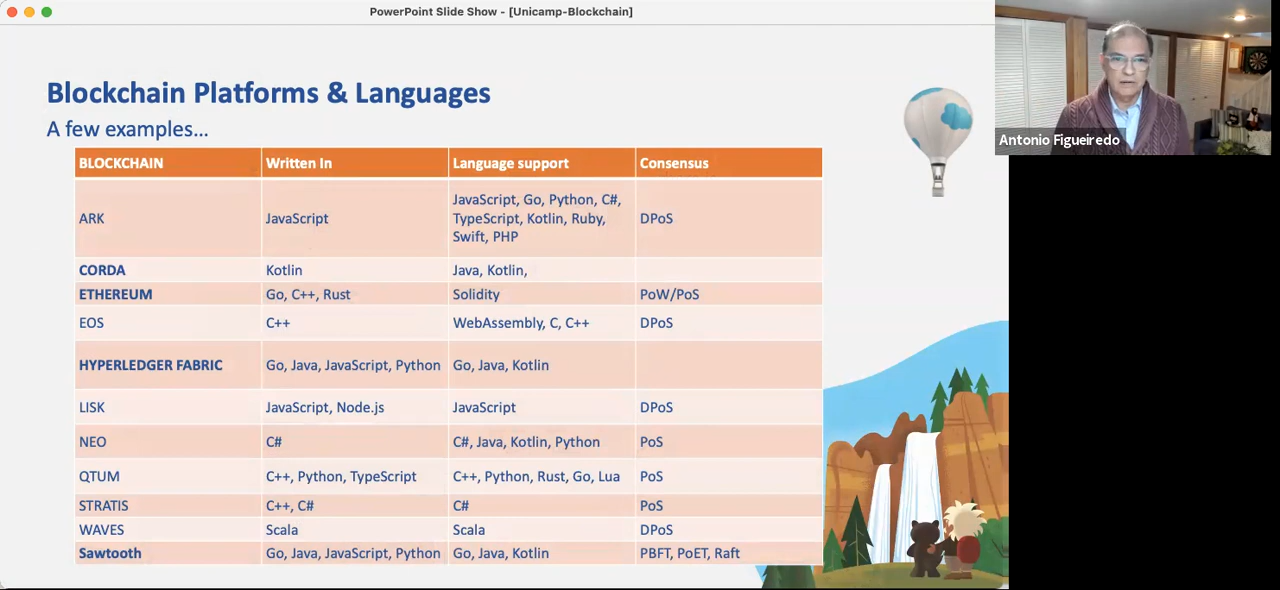 PowerPoint Slide Show - [Unicamp-Blockchain]
Blockchain Platforms & Languages
A few examples...
Antonio Figueiredo
BLOCKCHAIN Written In Language support Consensus
ARK JavaScript JavaScript, Go, Python, C#, DPoS
TypeScript, Kotlin, Ruby,
Swift, PHP
CORDA Kotlin Java, Kotlin,
ETHEREUM Go, C++, Rust Solidity PoW/PoS
EOS C++ WebAssembly, C, C++ DPoS
HYPERLEDGER FABRIC Go, Java, JavaScript, Python Go, Java, Kotlin
LISK JavaScript, Node.js JavaScript DPoS
NEO C# C#, Java, Kotlin, Python PoS
QTUM C++, Python, TypeScript C++, Python, Rust, Go, Lua PoS
STRATIS C++, C# C# PoS
WAVES Scala Scala DPoS
Sawtooth Go, Java, JavaScript, Python Go, Java, Kotlin PBFT, PoET, Raft